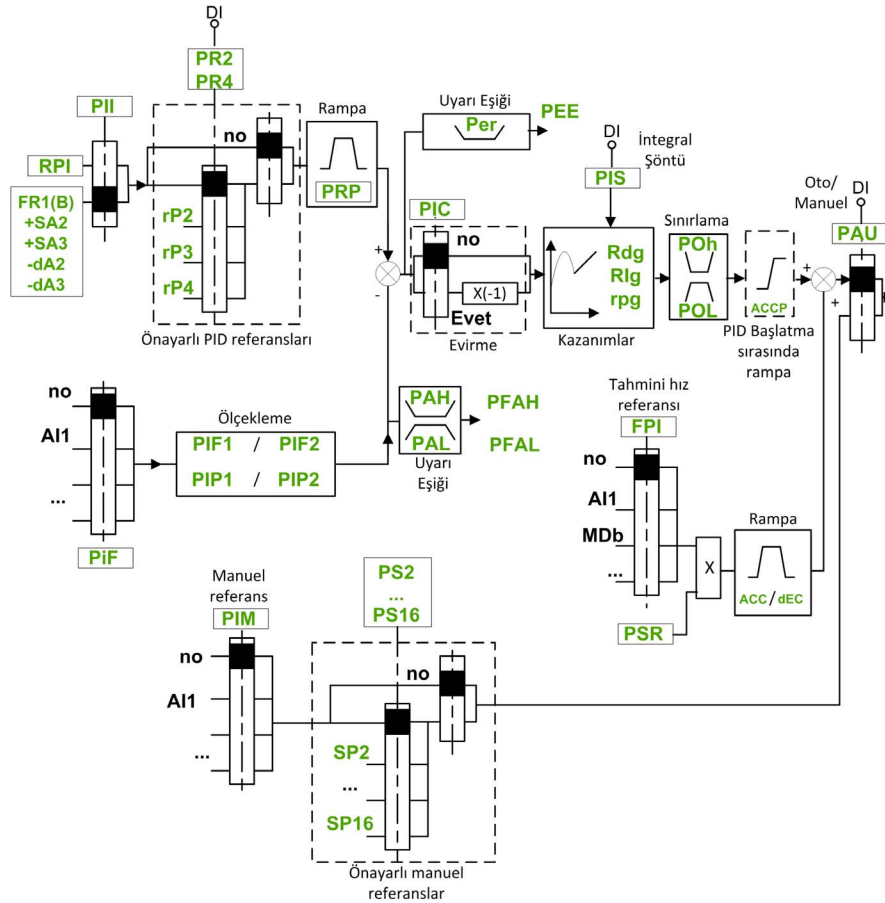 DI
PR2
PR4
PII
no
RPI
FR1(B)
+SA2
+SA3
-dA2
-dA3
rP2
rP3
rP4
Önayarlı PID referansları
Rampa
PRP
+
-
Uyarı Eşiği
Per
PEE
PIC
no
X(-1)
Evet
Evirme
DI
İntegral
Şöntü
PIS
Rdg
RIg
rpg
Kazanımlar
Sınırlama
POh
POL
ACCP
PID Başlatma
sırasında
rampa
+
+
Oto/
Manuel
DI
PAU
no
AI1
...
PiF
Ölçekleme
PIF1 / PIF2
PIP1 / PIP2
PAH
PAL
Uyarı
Eşiği
PFAH
PFAL
Tahmini hız
referansı
FPI
no
AI1
MDb
...
PSR
X
Rampa
ACC / dEC
Manuel
referans
PIM
no
AI1
...
PS2
...
PS16
no
SP2
...
SP16
Önayarlı manuel
referanslar